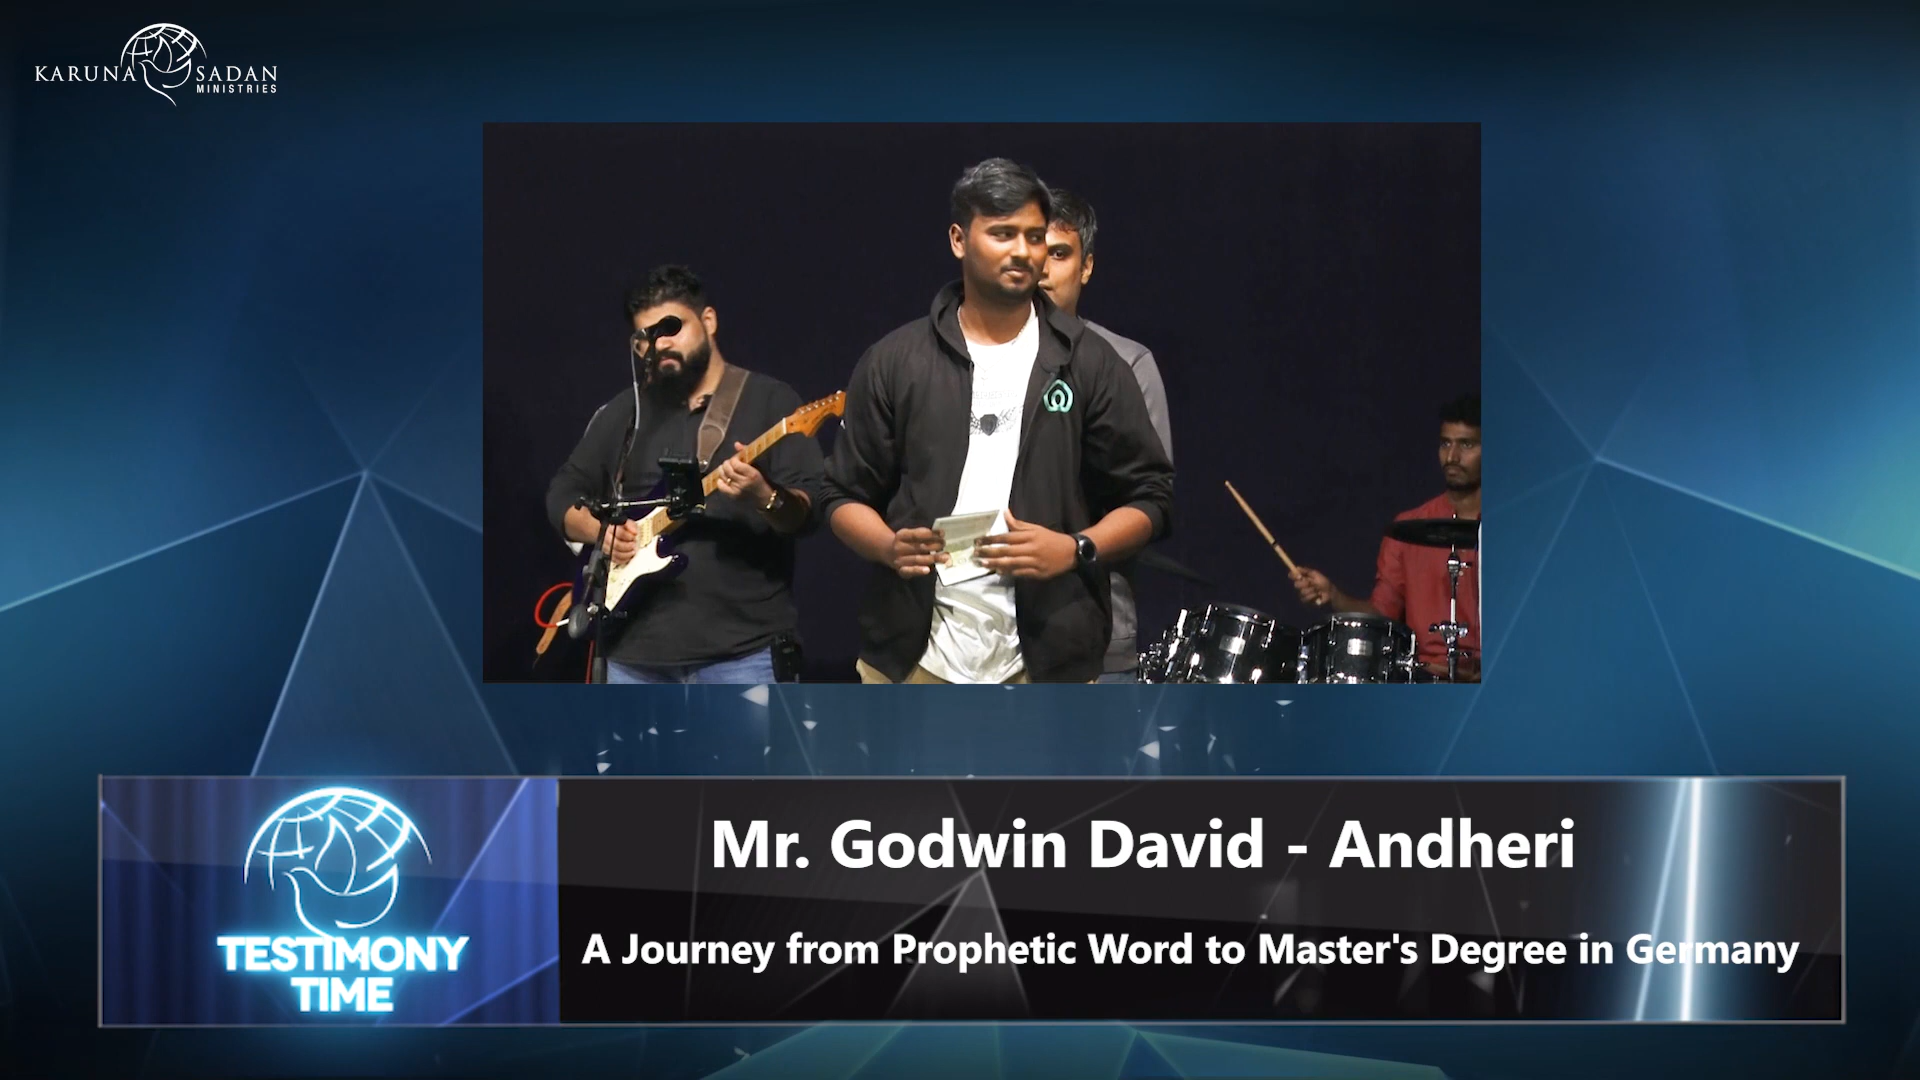 KARUNA SADAN
MINISTRIES
Mr. Godwin David - Andheri
A Journey from Prophetic Word to Master's Degree in Germany
TESTIMONY
TIME